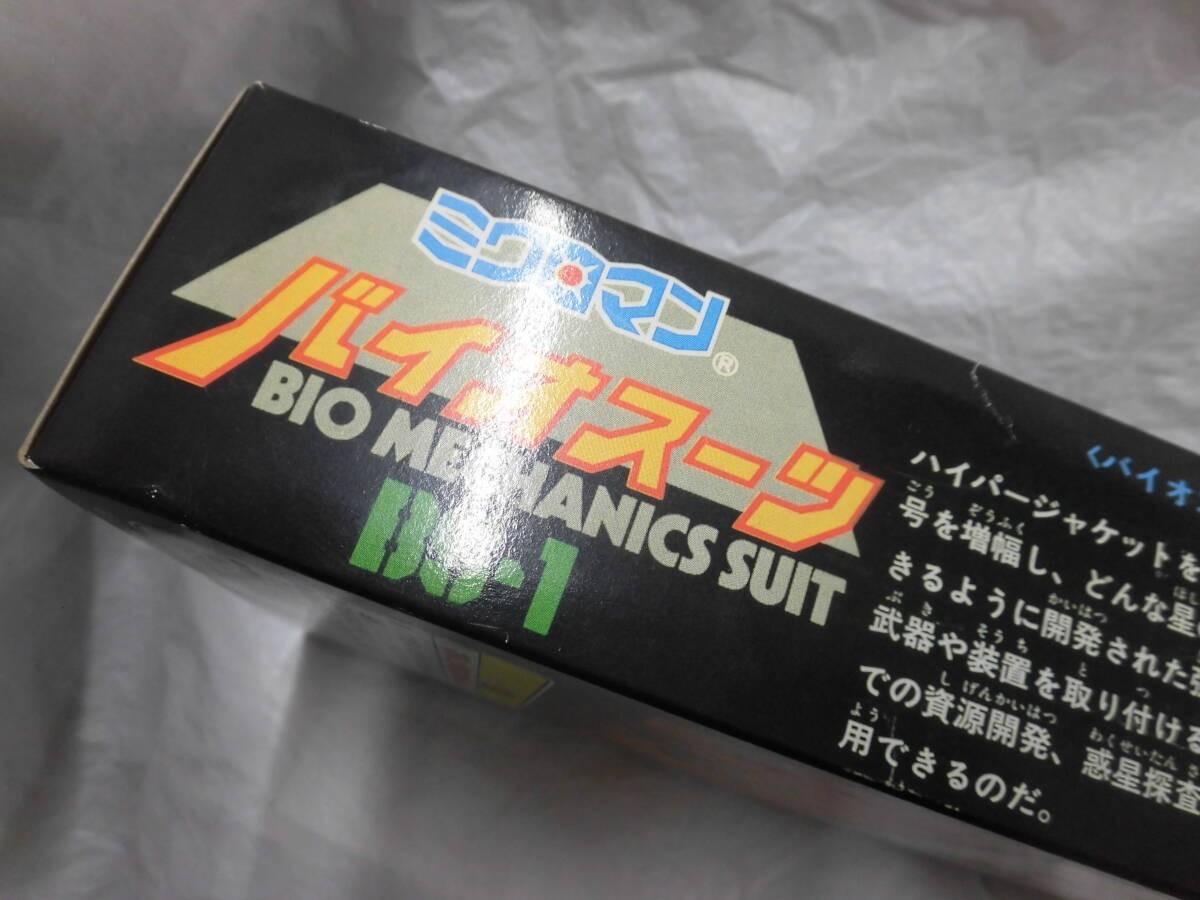 ミクロマン®
バイオスーツ
BIO MECHANICS SUIT
BS-1
〈バイオ
ハイパージャケットを
号を増幅し、どんな星
きるように開発された
武器や装置を取り付ける
での資源開発、惑星探査
用できるのだ。